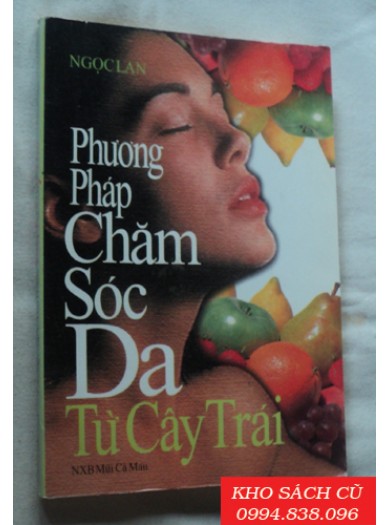 NGỌC LAN
Phương
Pháp
Chăm
Sóc
Da
Từ Cây Trái
NXB Mũi Cà Mau
KHO SÁCH CŨ
0994.838.096